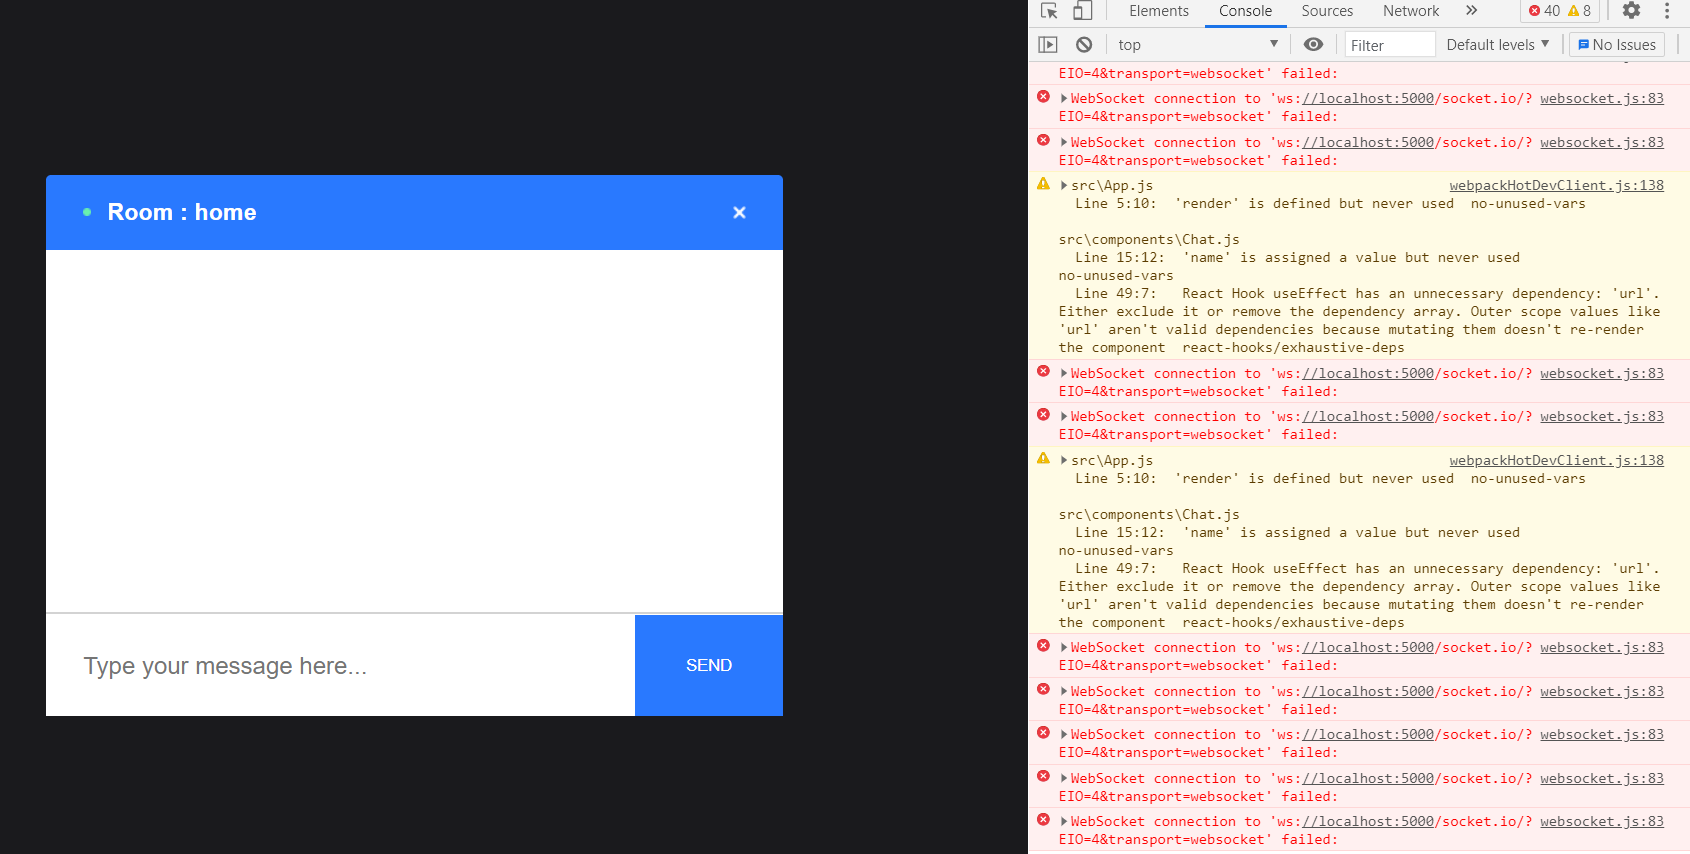 Room : home
×
Type your message here...
SEND
Elements Console Sources Network » 40 8
top Filter Default levels No Issues
EIO=4&transport=websocket' failed:
WebSocket connection to 'ws://localhost:5000/socket.io/? websocket.js:83
EIO=4&transport=websocket' failed:
WebSocket connection to 'ws://localhost:5000/socket.io/? websocket.js:83
EIO=4&transport=websocket' failed:
src\App.js webpackHotDevClient.js:138
Line 5:10: 'render' is defined but never used no-unused-vars
src\components\Chat.js
Line 15:12: 'name' is assigned a value but never used
no-unused-vars
Line 49:7: React Hook useEffect has an unnecessary dependency: 'url'.
Either exclude it or remove the dependency array. Outer scope values like
'url' aren't valid dependencies because mutating them doesn't re-render
the component react-hooks/exhaustive-deps
WebSocket connection to 'ws://localhost:5000/socket.io/? websocket.js:83
EIO=4&transport=websocket' failed:
WebSocket connection to 'ws://localhost:5000/socket.io/? websocket.js:83
EIO=4&transport=websocket' failed:
src\App.js webpackHotDevClient.js:138
Line 5:10: 'render' is defined but never used no-unused-vars
src\components\Chat.js
Line 15:12: 'name' is assigned a value but never used
no-unused-vars
Line 49:7: React Hook useEffect has an unnecessary dependency: 'url'.
Either exclude it or remove the dependency array. Outer scope values like
'url' aren't valid dependencies because mutating them doesn't re-render
the component react-hooks/exhaustive-deps
WebSocket connection to 'ws://localhost:5000/socket.io/? websocket.js:83
EIO=4&transport=websocket' failed:
WebSocket connection to 'ws://localhost:5000/socket.io/? websocket.js:83
EIO=4&transport=websocket' failed:
WebSocket connection to 'ws://localhost:5000/socket.io/? websocket.js:83
EIO=4&transport=websocket' failed:
WebSocket connection to 'ws://localhost:5000/socket.io/? websocket.js:83
EIO=4&transport=websocket' failed:
WebSocket connection to 'ws://localhost:5000/socket.io/? websocket.js:83
EIO=4&transport=websocket' failed: